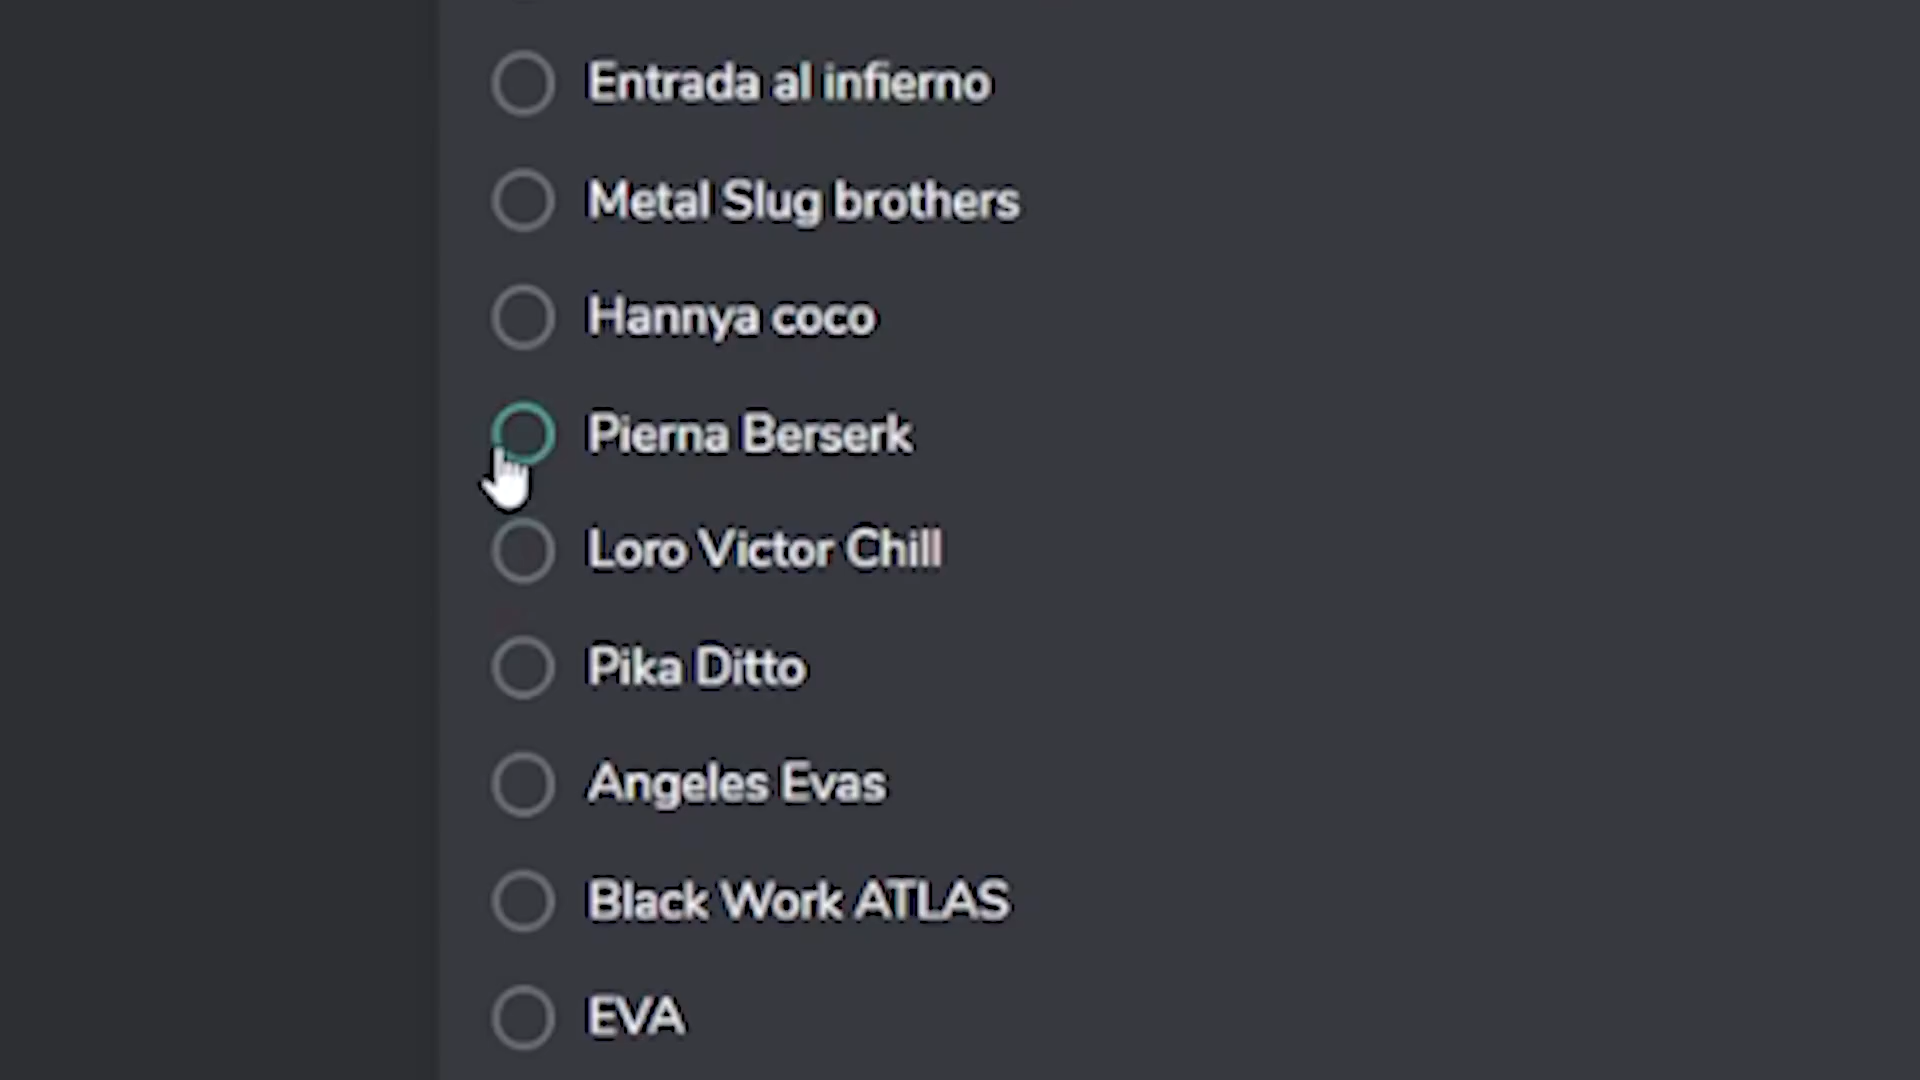 Entrada al infierno
Metal Slug brothers
Hannya coco
Pierna Berserk
Loro Victor Chill
Pika Ditto
Angeles Evas
Black Work ATLAS
EVA